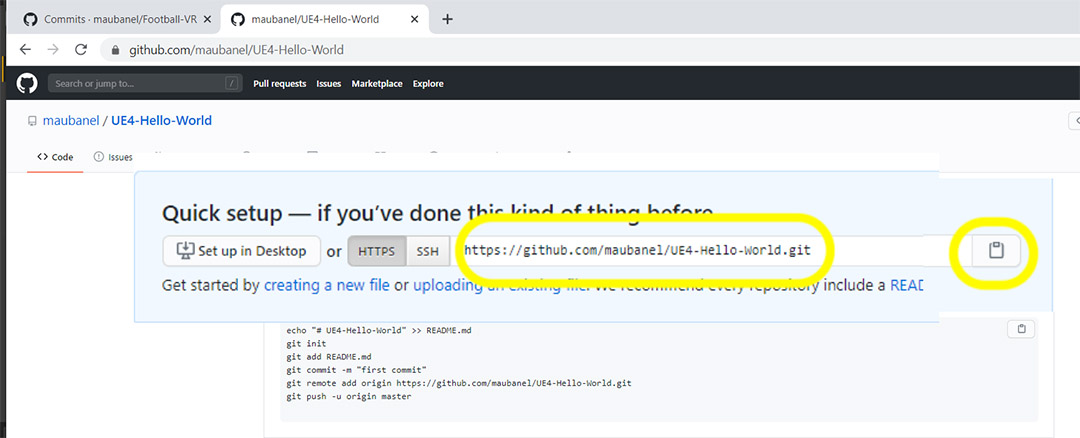 Commits · maubanel/Football-VR
maubanel/UE4-Hello-World
github.com/maubanel/UE4-Hello-World
Search or jump to... /
Pull requests Issues Marketplace Explore
maubanel / UE4-Hello-World
Code Issues
Quick setup — if you've done this kind of thing before
Set up in Desktop or HTTPS SSH https://github.com/maubanel/UE4-Hello-World.git
Get started by creating a new file or uploading an existing file. We recommend every repository include a READ
echo "# UE4-Hello-World" >> README.md
git init
git add README.md
git commit -m "first commit"
git remote add origin https://github.com/maubanel/UE4-Hello-World.git
git push -u origin master